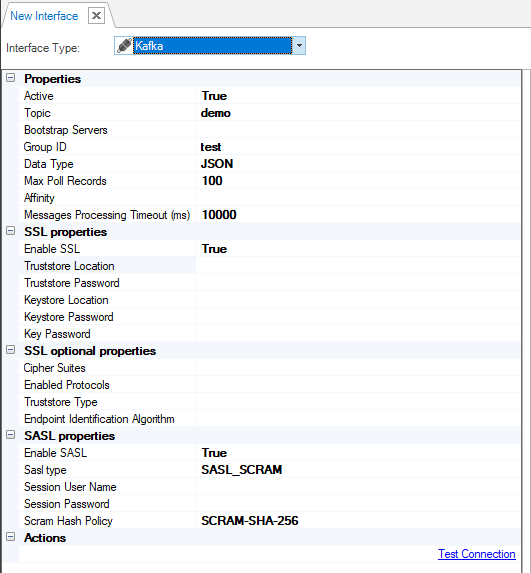 New Interface
Interface Type: Kafka
Properties
Active True
Topic demo
Bootstrap Servers
Group ID test
Data Type JSON
Max Poll Records 100
Affinity
Messages Processing Timeout (ms) 10000
SSL properties
Enable SSL True
Truststore Location
Truststore Password
Keystore Location
Keystore Password
Key Password
SSL optional properties
Cipher Suites
Enabled Protocols
Truststore Type
Endpoint Identification Algorithm
SASL properties
Enable SASL True
Sasl type SASL_SCRAM
Session User Name
Session Password
Scram Hash Policy SCRAM-SHA-256
Actions
Test Connection